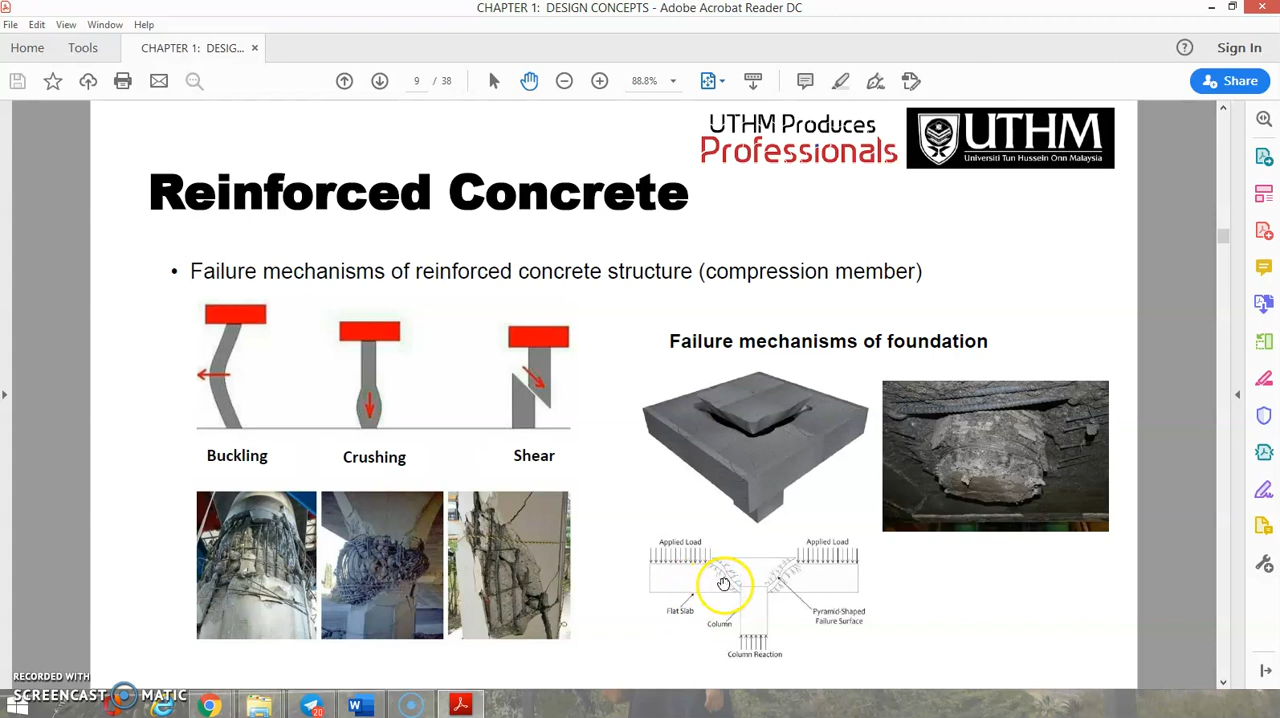 CHAPTER 1: DESIGN CONCEPTS - Adobe Acrobat Reader DC
File Edit View Window Help
Home Tools CHAPTER 1: DESIG... × Sign In
9 / 38 88.8% Share
UTHM Produces
Professionals
UTHM
Universiti Tun Hussein Onn Malaysia
Reinforced Concrete
• Failure mechanisms of reinforced concrete structure (compression member)
Failure mechanisms of foundation
Buckling Crushing Shear
Applied Load Applied Load
Flat Slab
Column
Pyramid-Shaped
Failure Surface
Column Reaction
RECORDED WITH
SCREENCAST MATIC
20